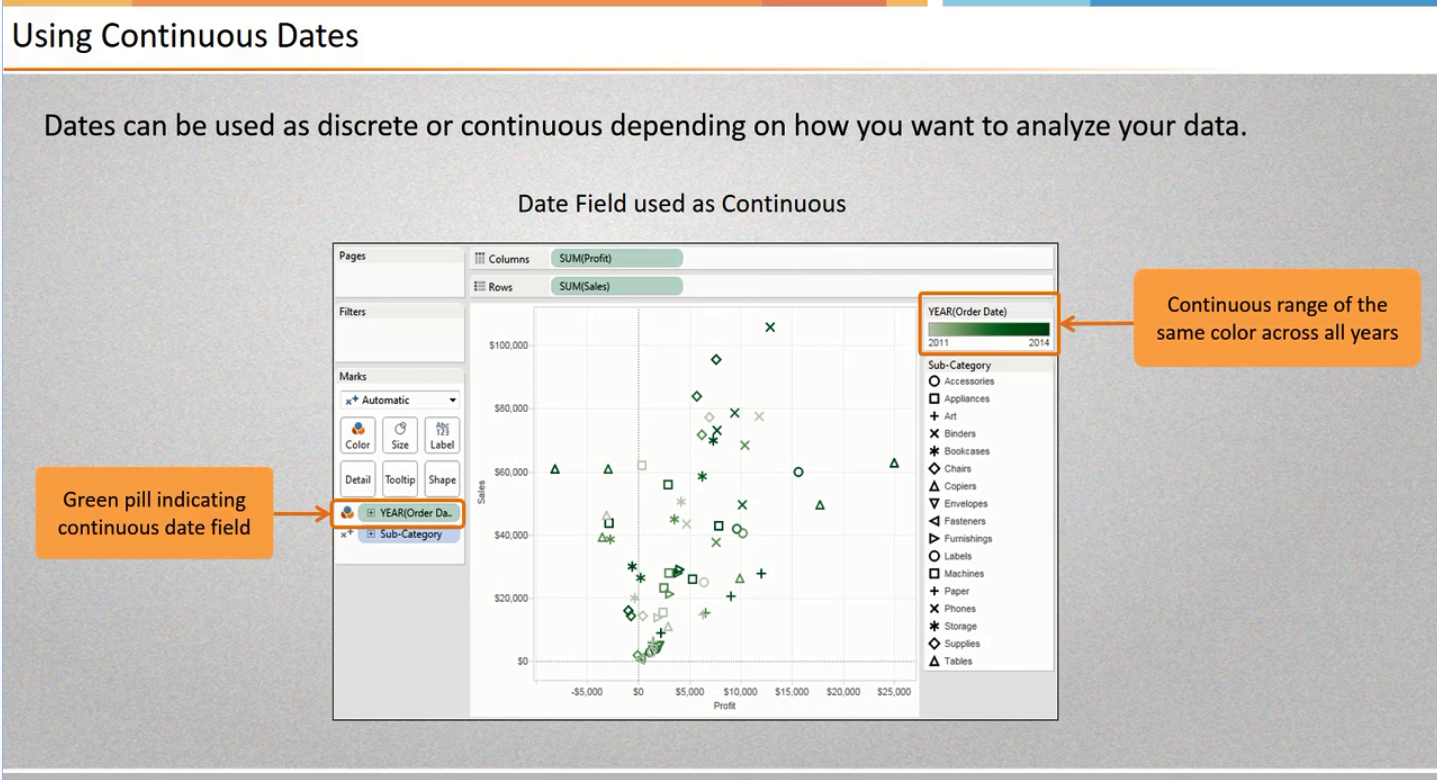 Using Continuous Dates
Dates can be used as discrete or continuous depending on how you want to analyze your data.
Date Field used as Continuous
Pages
Columns
SUM(Profit)
Rows
SUM(Sales)
Filters
Marks
Automatic
Color
Size
Abc
123
Label
Detail
Tooltip
Shape
YEAR(Order Da..
Sub-Category
Green pill indicating
continuous date field
Sales
$100,000
$80,000
$60,000
$40,000
$20,000
$0
-$5,000
$0
$5,000
$10,000
$15,000
$20,000
$25,000
Profit
YEAR(Order Date)
2011
2014
Continuous range of the
same color across all years
Sub-Category
Accessories
Appliances
Art
Binders
Bookcases
Chairs
Copiers
Envelopes
Fasteners
Furnishings
Labels
Machines
Paper
Phones
Storage
Supplies
Tables